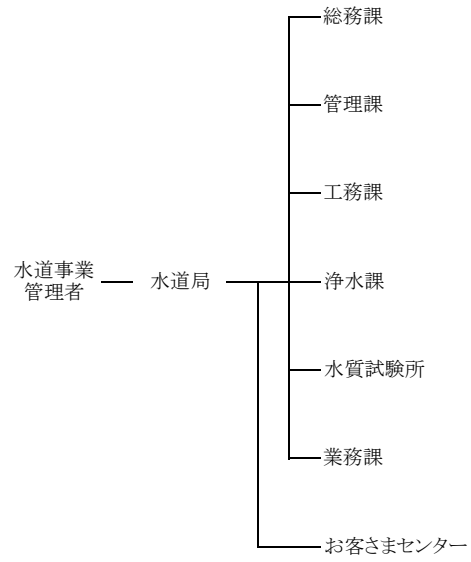 総務課
管理課
工務課
水道事業
管理者
水道局
浄水課
水質試験所
業務課
お客さまセンター